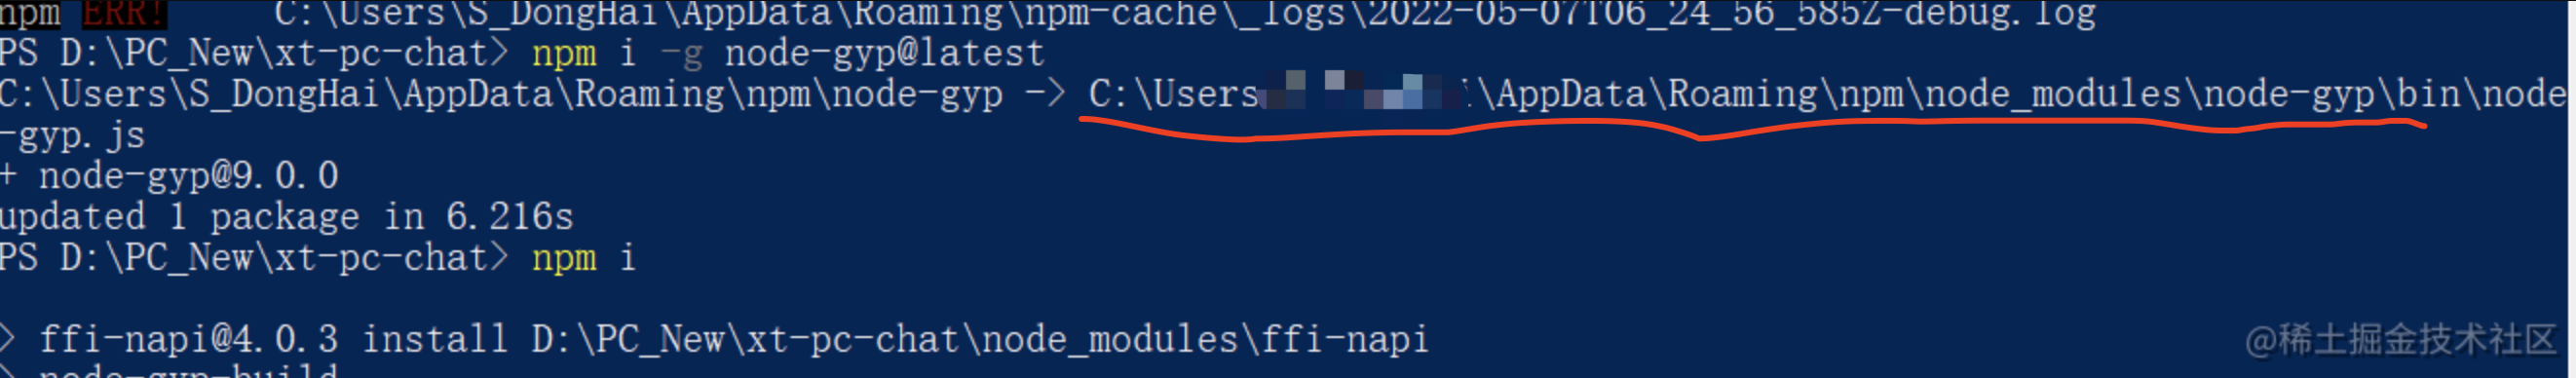 npm ERR!     C:\Users\S_DongHai\AppData\Roaming\npm-cache\_logs\2022-05-07T06_24_56_585Z-debug.log
PS D:\PC_New\xt-pc-chat> npm i -g node-gyp@latest
C:\Users\S_DongHai\AppData\Roaming\npm\node-gyp -> C:\Users \AppData\Roaming\npm\node_modules\node-gyp\bin\node
-gyp.js
+ node-gyp@9.0.0
updated 1 package in 6.216s
PS D:\PC_New\xt-pc-chat> npm i
> ffi-napi@4.0.3 install D:\PC_New\xt-pc-chat\node_modules\ffi-napi
> node-gyp-build
@稀土掘金技术社区